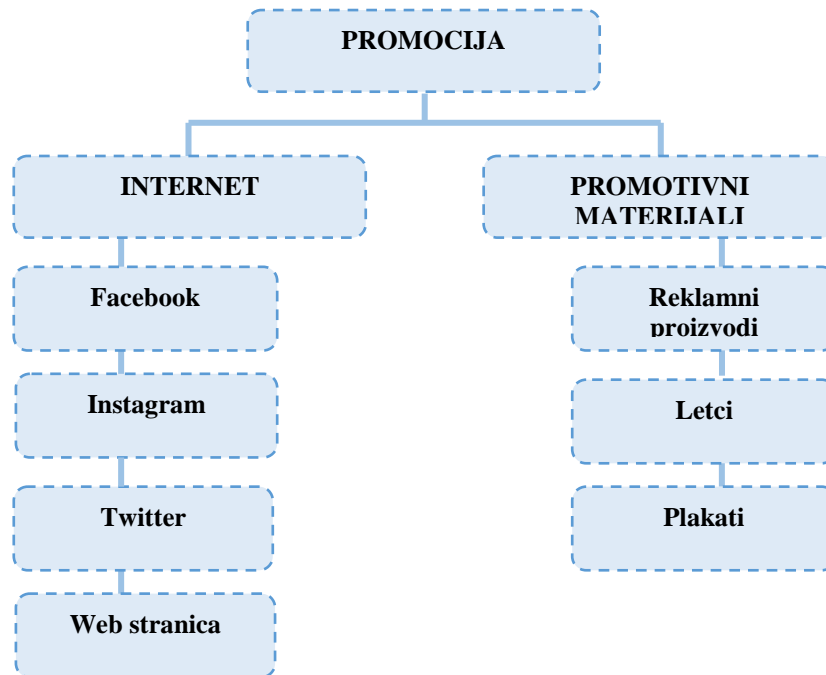 PROMOCIJA
INTERNET
PROMOTIVNI
MATERIJALI
Facebook
Instagram
Twitter
Web stranica
Reklamni
proizvodi
Letci
Plakati